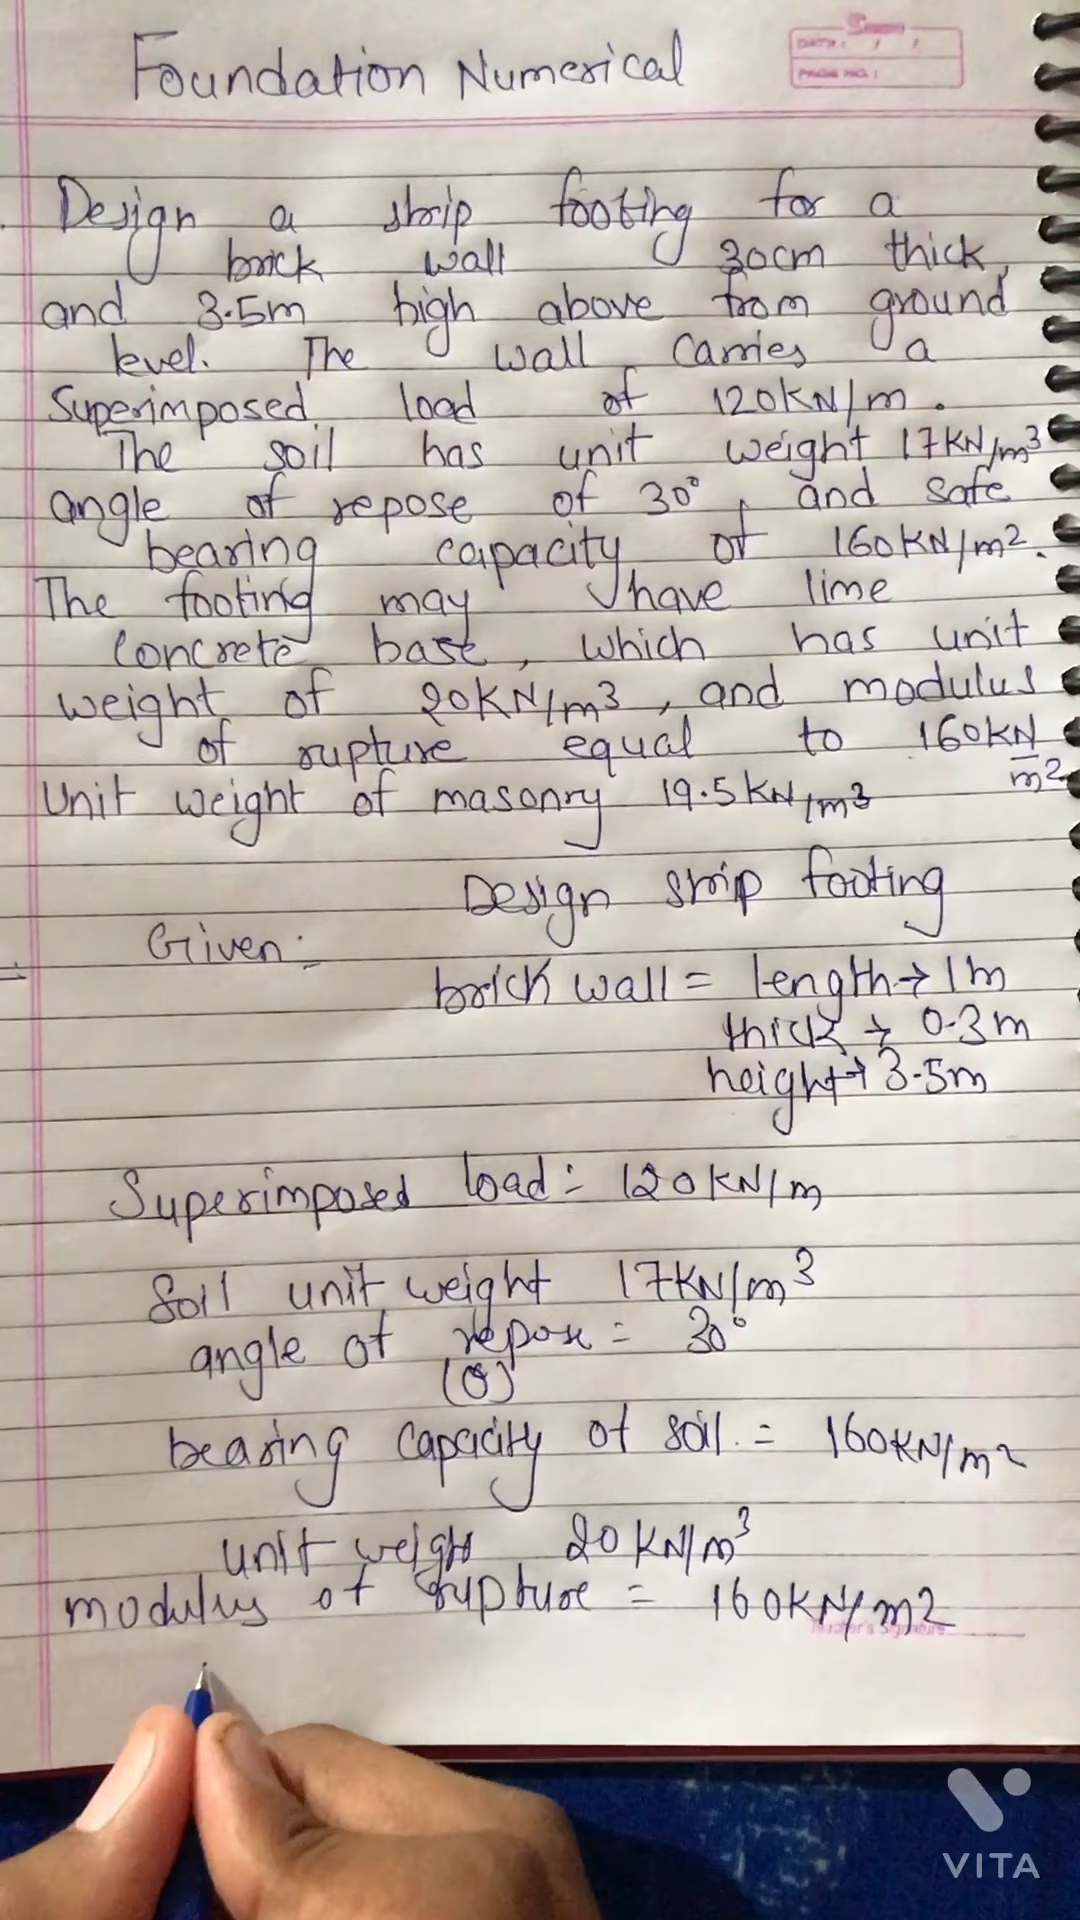 Foundation Numerical
Saara
DATE: / /
PAGE NO.:
Design a strip footing for a
brick wall 30cm thick,
and 3.5m high above from ground
level. The wall carries a
Superimposed load of 120KN/m.
The soil has unit weight 17KN/m3
angle of repose of 30°, and safe
bearing capacity of 160KN/m2.
The footing may have lime
Concrete base, which has unit
weight of 20KN/m3, and modulus
of rupture equal to 160KN/m2
Unit weight of masonry 19.5KN/m3
Design strip footing
Given:
brick wall = length → 1m
thick → 0.3m
height → 3.5m
Superimposed load = 120KN/m
Soil unit weight 17KN/m3
angle of repose = 30°
(θ)
bearing capacity of soil = 160KN/m2
unit weight 20KN/m3
modulus of rupture = 160KN/m2
Teacher's Signature
VITA